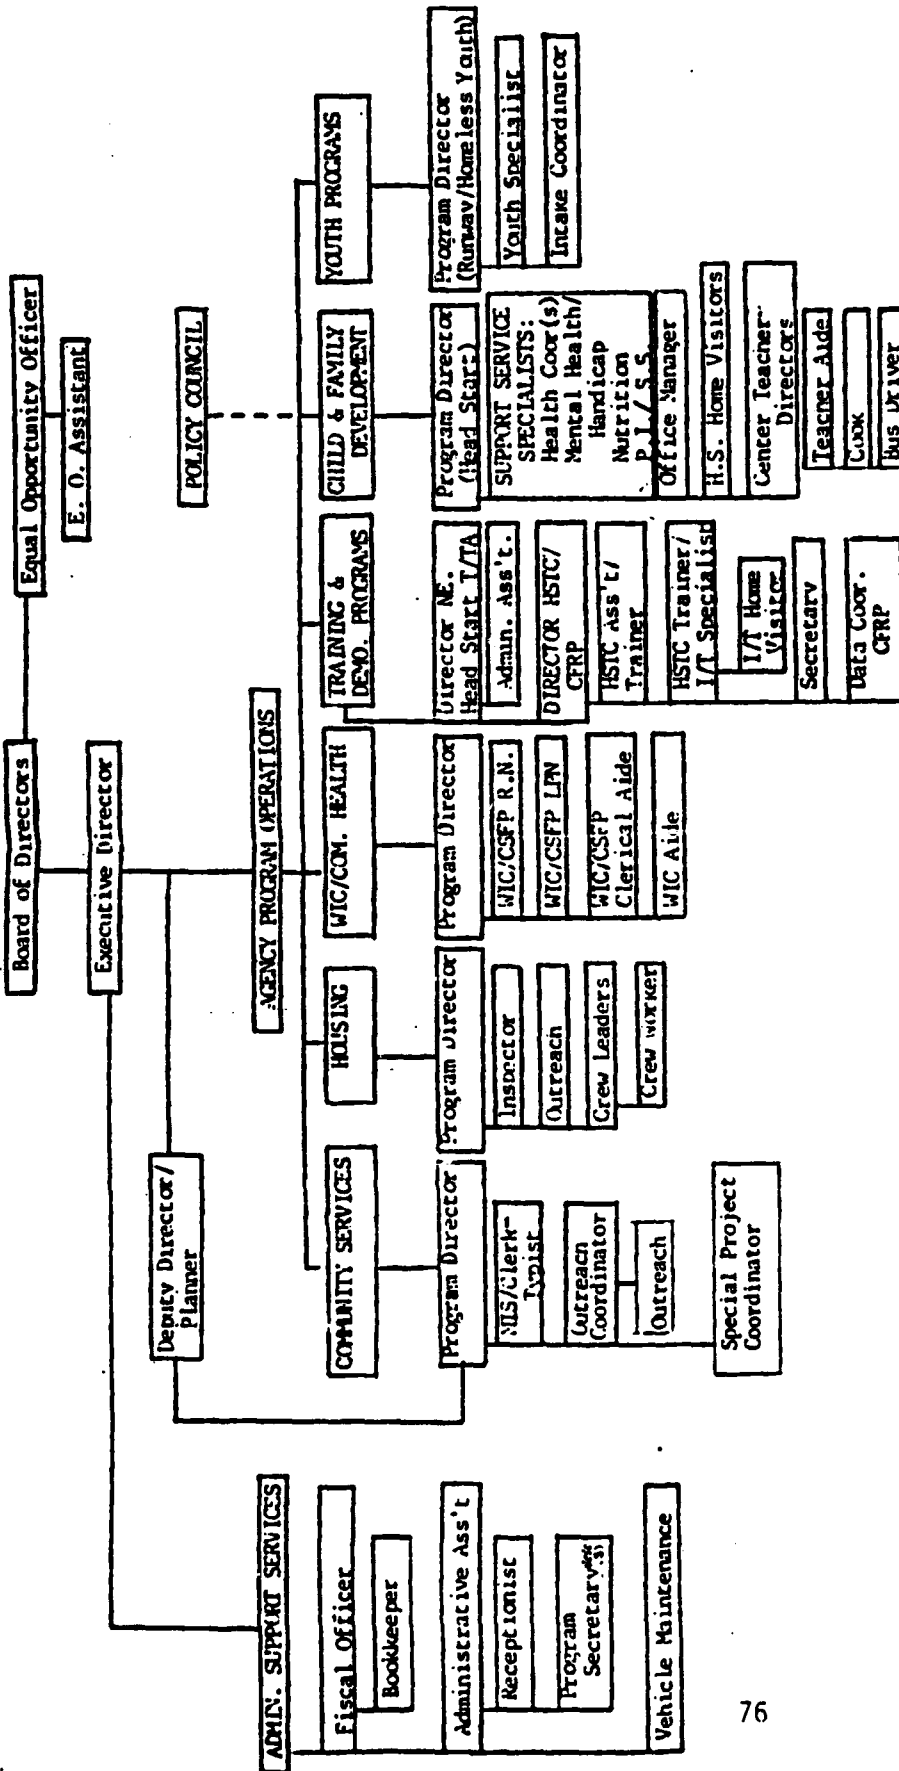 Board of Directors
Equal Opportunity Officer
E. O. Assistant
Executive Director
POLICY COUNCIL
Deputy Director/
Planner
ADMIN. SUPPORT SERVICES
Fiscal Officer
Bookkeeper
Administrative Ass't
Receptionist
Program
Secretary
Vehicle Maintenance
AGENCY PROGRAM OPERATIONS
COMMUNITY SERVICES
Program Director
MIS/Clerk-
Typist
Outreach
Coordinator
Outreach
Special Project
Coordinator
HOUSING
Program Director
Inspector
Outreach
Crew Leaders
Crew Worker
WIC/COM. HEALTH
Program Director
WIC/CSFP R.N.
WIC/CSFP LPN
WIC/CSFP
Clerical Aide
WIC Aide
TRAINING &
DEMO. PROGRAMS
Director NE.
Head Start T/TA
Admin. Ass't.
DIRECTOR HSTC/
CFRP
HSTC Ass't/
Trainer
HSTC Trainer/
I/T Specialist
I/T Home
Visitor
Secretary
Data Coor.
CFRP
CHILD & FAMILY
DEVELOPMENT
Program Director
(Head Start)
SUPPORT SERVICE
SPECIALISTS:
Health Coor(s)
Mental Health/
Handicap
Nutrition
P.I./S.S.
Office Manager
H.S. Home Visitors
Center Teacher-
Directors
Teacher Aide
Cook
Bus Driver
YOUTH PROGRAMS
Program Director
(Runway/Homeless Youth)
Youth Specialist
Intake Coordinator
76